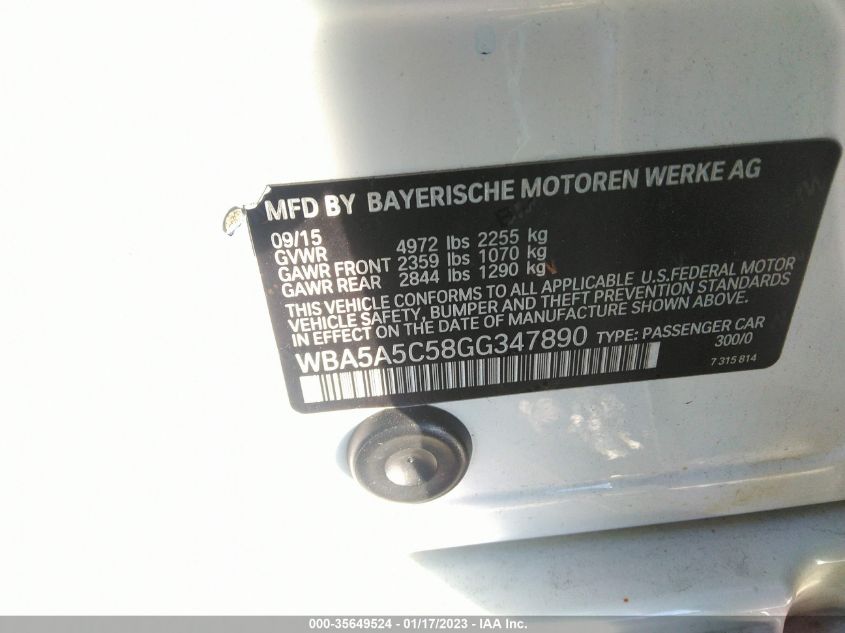 MFD BY BAYERISCHE MOTOREN WERKE AG
09/15
GVWR 4972 lbs 2255 kg
GAWR FRONT 2359 lbs 1070 kg
GAWR REAR 2844 lbs 1290 kg
THIS VEHICLE CONFORMS TO ALL APPLICABLE U.S.FEDERAL MOTOR
VEHICLE SAFETY, BUMPER AND THEFT PREVENTION STANDARDS
IN EFFECT ON THE DATE OF MANUFACTURE SHOWN ABOVE.
WBA5A5C58GG347890 TYPE: PASSENGER CAR
300/0
7 315 814
000-35649524 - 01/17/2023 - IAA Inc.